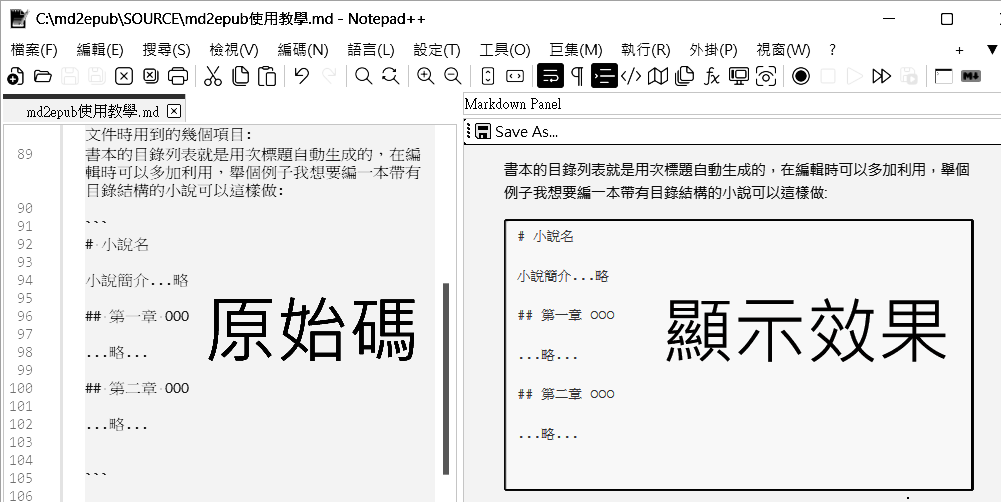 C:\md2epub\SOURCE\md2epub使用教學.md - Notepad++
檔案(F) 編輯(E) 搜尋(S) 檢視(V) 編碼(N) 語言(L) 設定(T) 工具(O) 巨集(M) 執行(R) 外掛(P) 視窗(W) ? + ▼
md2epub使用教學.md
文件時用到的幾個項目:
89 書本的目錄列表就是用次標題自動生成的，在編
輯時可以多加利用，舉個例子我想要編一本帶有
目錄結構的小說可以這樣做:
90
91 ```
92 # 小說名
93
94 小說簡介...略
95
96 ## 第一章 OOO
97
98 ...略...
99
100 ## 第二章 OOO
101
102 ...略...
103
104
105 ```
106
原始碼
Markdown Panel
Save As...
書本的目錄列表就是用次標題自動生成的，在編輯時可以多加利用，舉個
例子我想要編一本帶有目錄結構的小說可以這樣做:
# 小說名
小說簡介...略
## 第一章 OOO
...略...
## 第二章 OOO
...略...
顯示效果